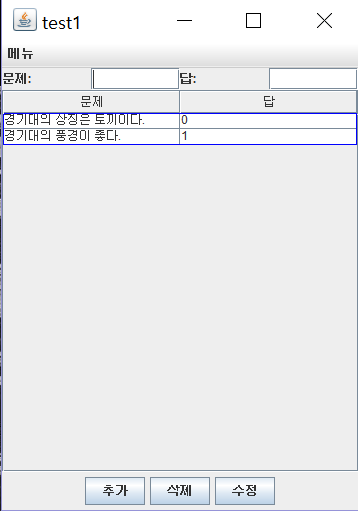 test1
메뉴
문제: 답:
문제 답
경기대의 상징은 토끼이다. 0
경기대의 풍경이 좋다. 1
추가 삭제 수정